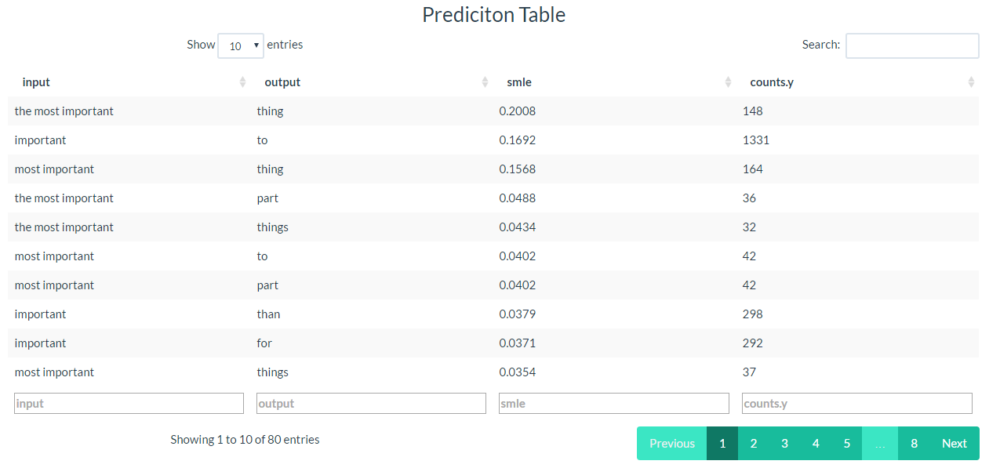 Prediciton Table
Show 10 entries Search:
input output smle counts.y
the most important thing 0.2008 148
important to 0.1692 1331
most important thing 0.1568 164
the most important part 0.0488 36
the most important things 0.0434 32
most important to 0.0402 42
most important part 0.0402 42
important than 0.0379 298
important for 0.0371 292
most important things 0.0354 37
input output smle counts.y
Showing 1 to 10 of 80 entries Previous 1 2 3 4 5 … 8 Next